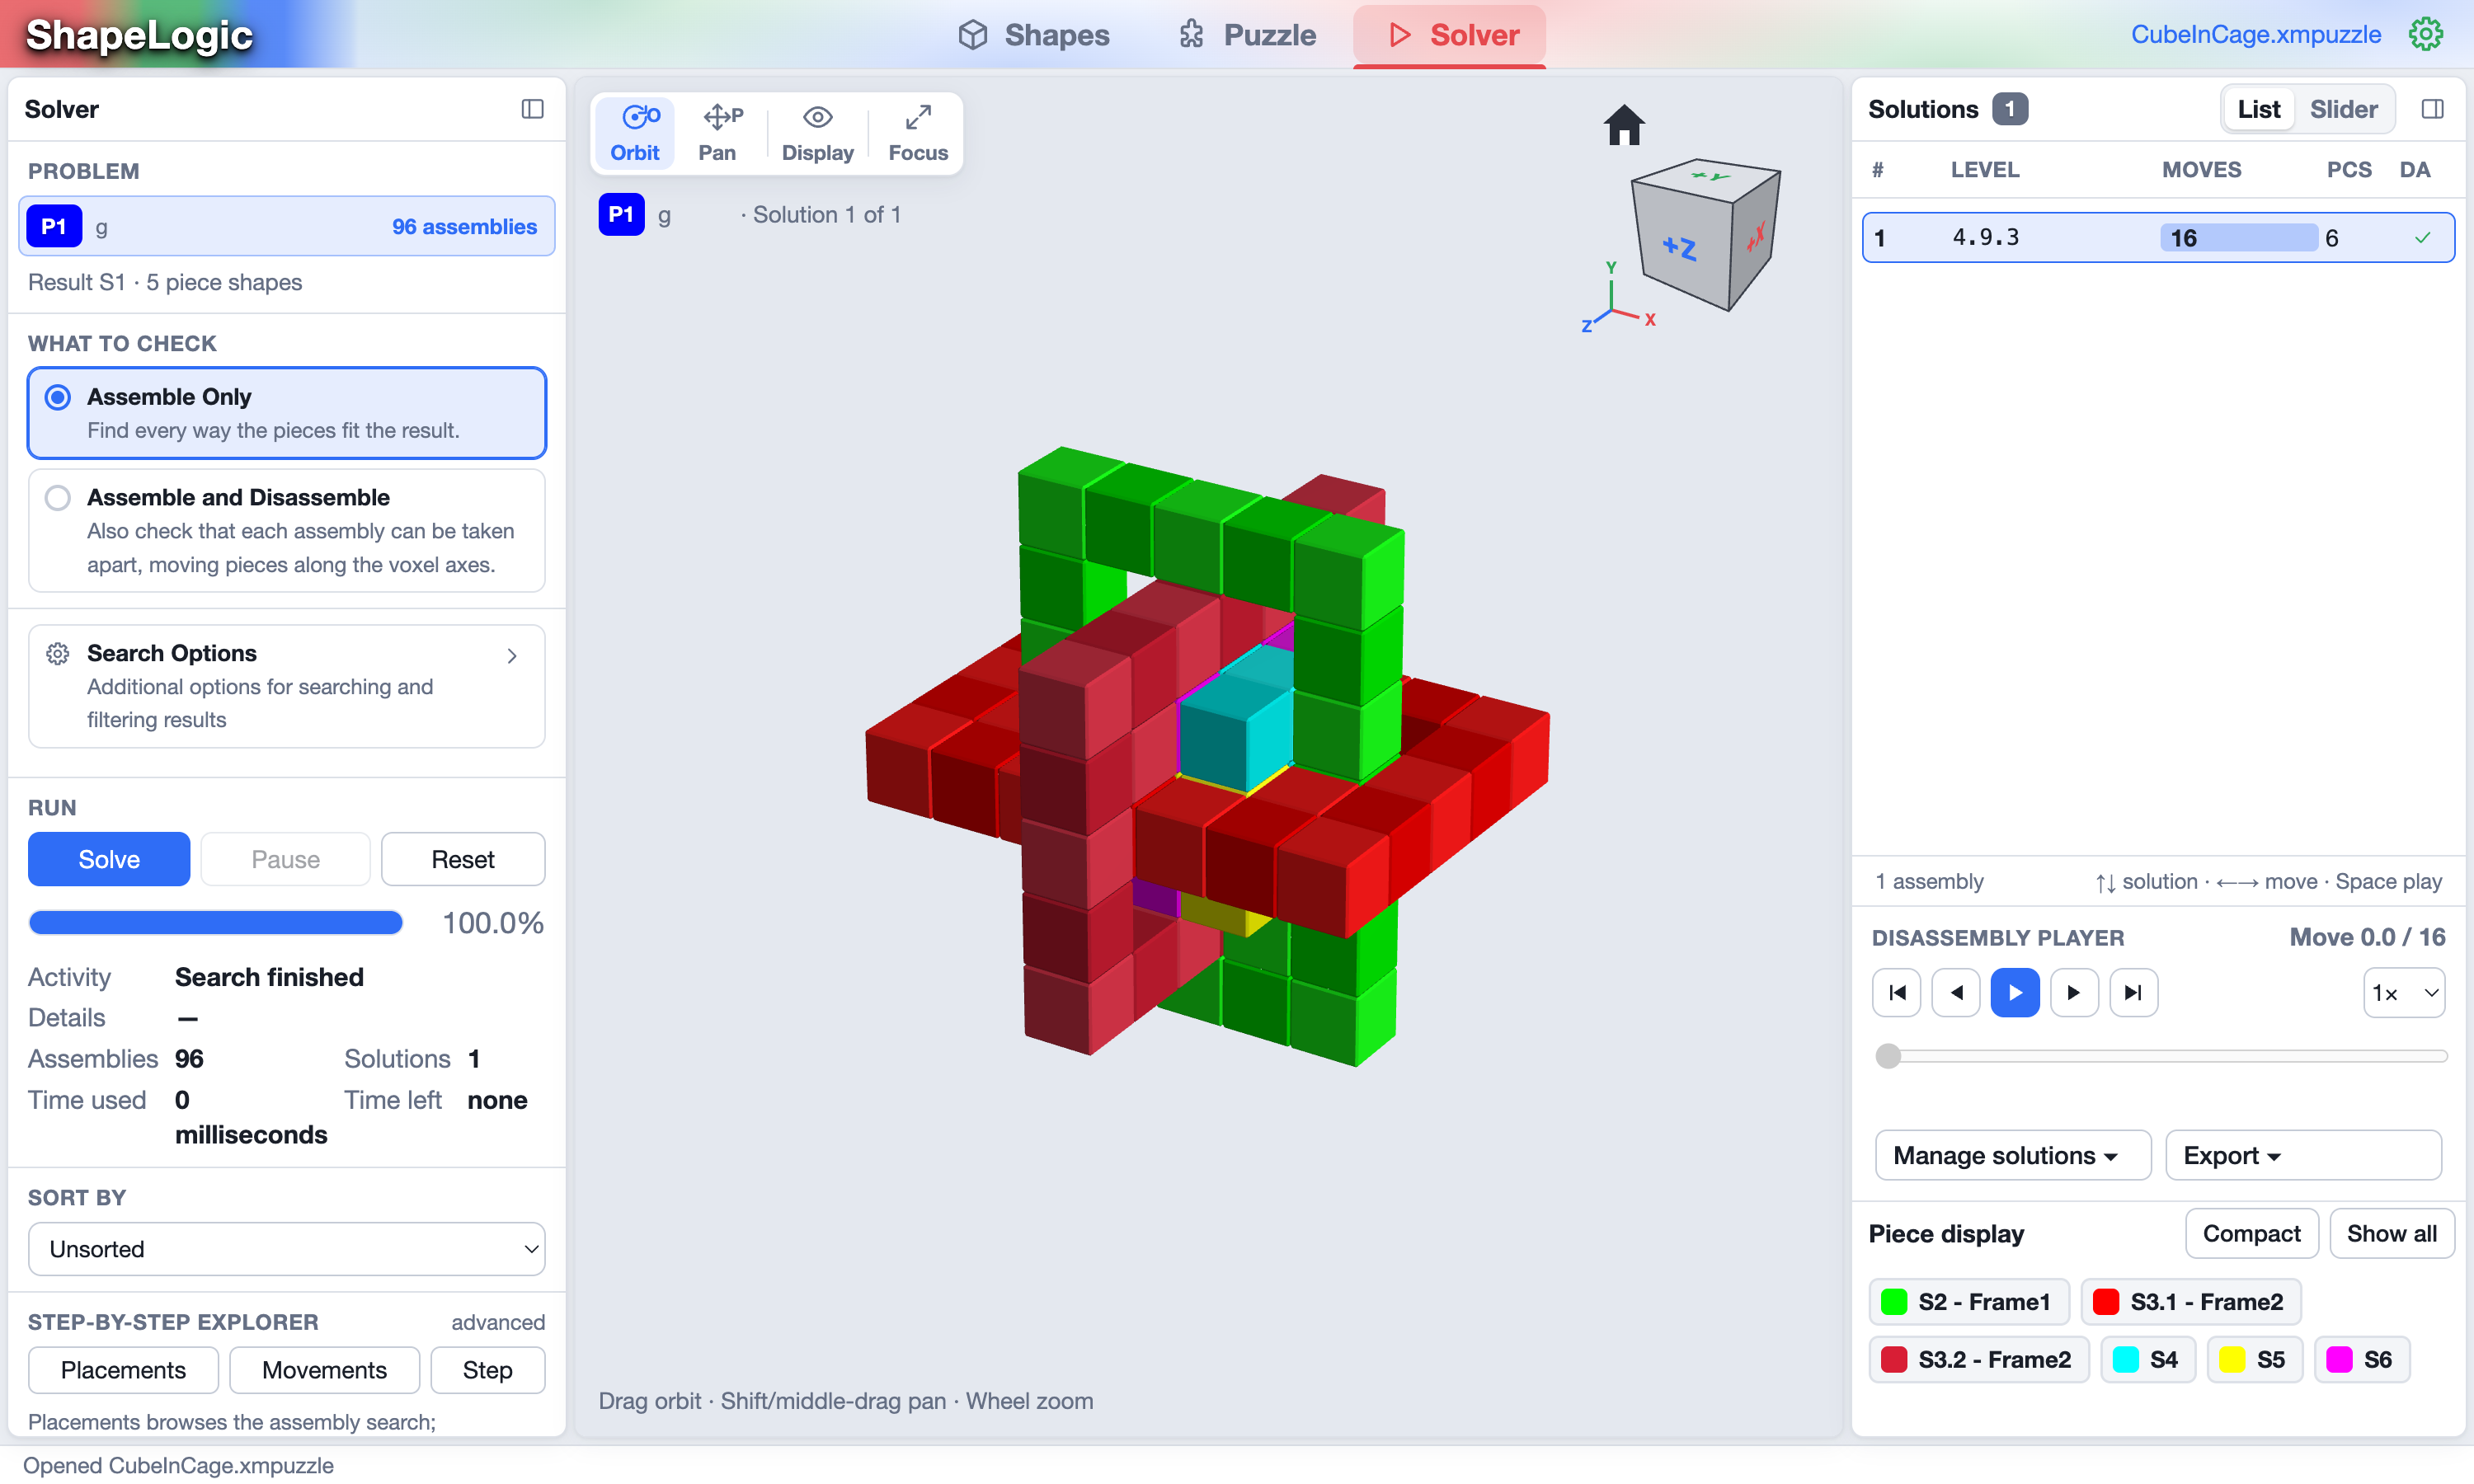 ShapeLogic
Shapes
Puzzle
Solver
CubeInCage.xmpuzzle
Solver
PROBLEM
P1 g 96 assemblies
Result S1 · 5 piece shapes
WHAT TO CHECK
Assemble Only
Find every way the pieces fit the result.
Assemble and Disassemble
Also check that each assembly can be taken
apart, moving pieces along the voxel axes.
Search Options
Additional options for searching and
filtering results
RUN
Solve Pause Reset
100.0%
Activity Search finished
Details —
Assemblies 96 Solutions 1
Time used 0 Time left none
milliseconds
SORT BY
Unsorted
STEP-BY-STEP EXPLORER advanced
Placements Movements Step
Placements browses the assembly search;
Opened CubeInCage.xmpuzzle
O P
Orbit Pan Display Focus
P1 g · Solution 1 of 1
+Y
+Z +X
Y
Z X
Drag orbit · Shift/middle-drag pan · Wheel zoom
Solutions 1 List Slider
# LEVEL MOVES PCS DA
1 4.9.3 16 6 ✓
1 assembly ↑↓ solution · ←→ move · Space play
DISASSEMBLY PLAYER Move 0.0 / 16
1×
Manage solutions Export
Piece display Compact Show all
S2 - Frame1 S3.1 - Frame2
S3.2 - Frame2 S4 S5 S6